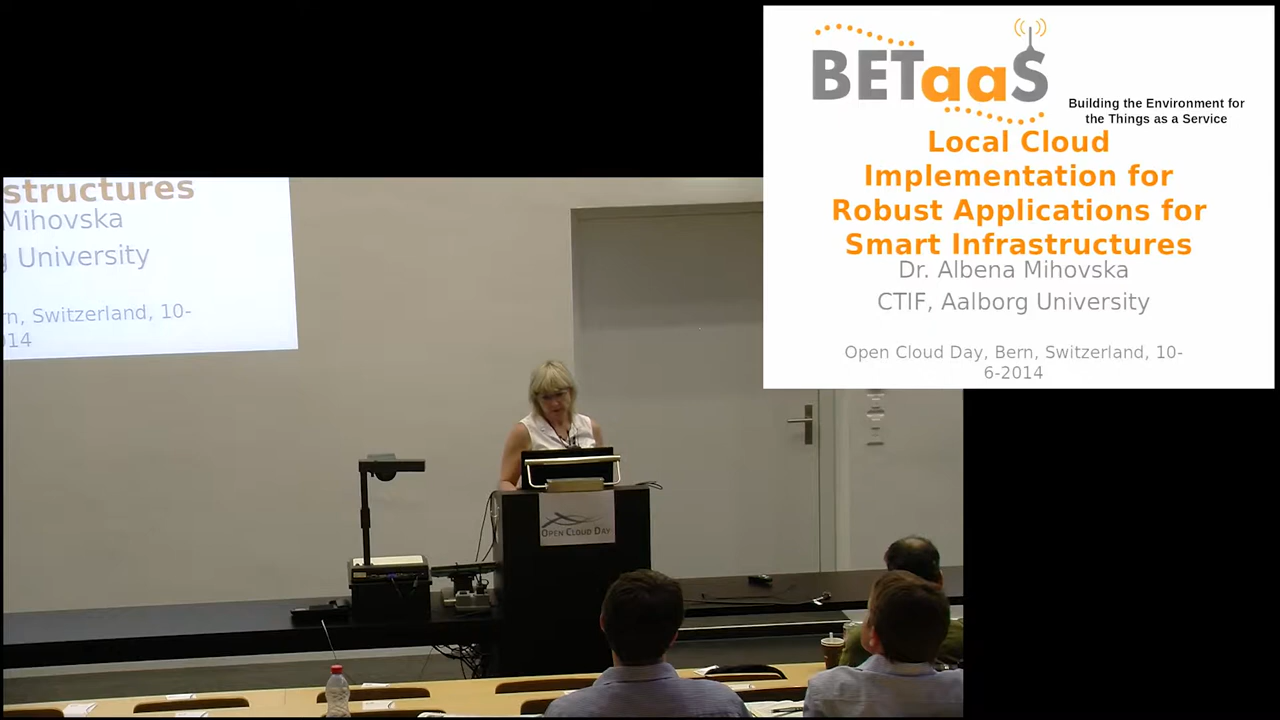 BETaaS
Building the Environment for
the Things as a Service
Local Cloud
Implementation for
Robust Applications for
Smart Infrastructures
Dr. Albena Mihovska
CTIF, Aalborg University
Open Cloud Day, Bern, Switzerland, 10-
6-2014
structures
Mihovska
University
rn, Switzerland, 10-
14
OPEN CLOUD DAY